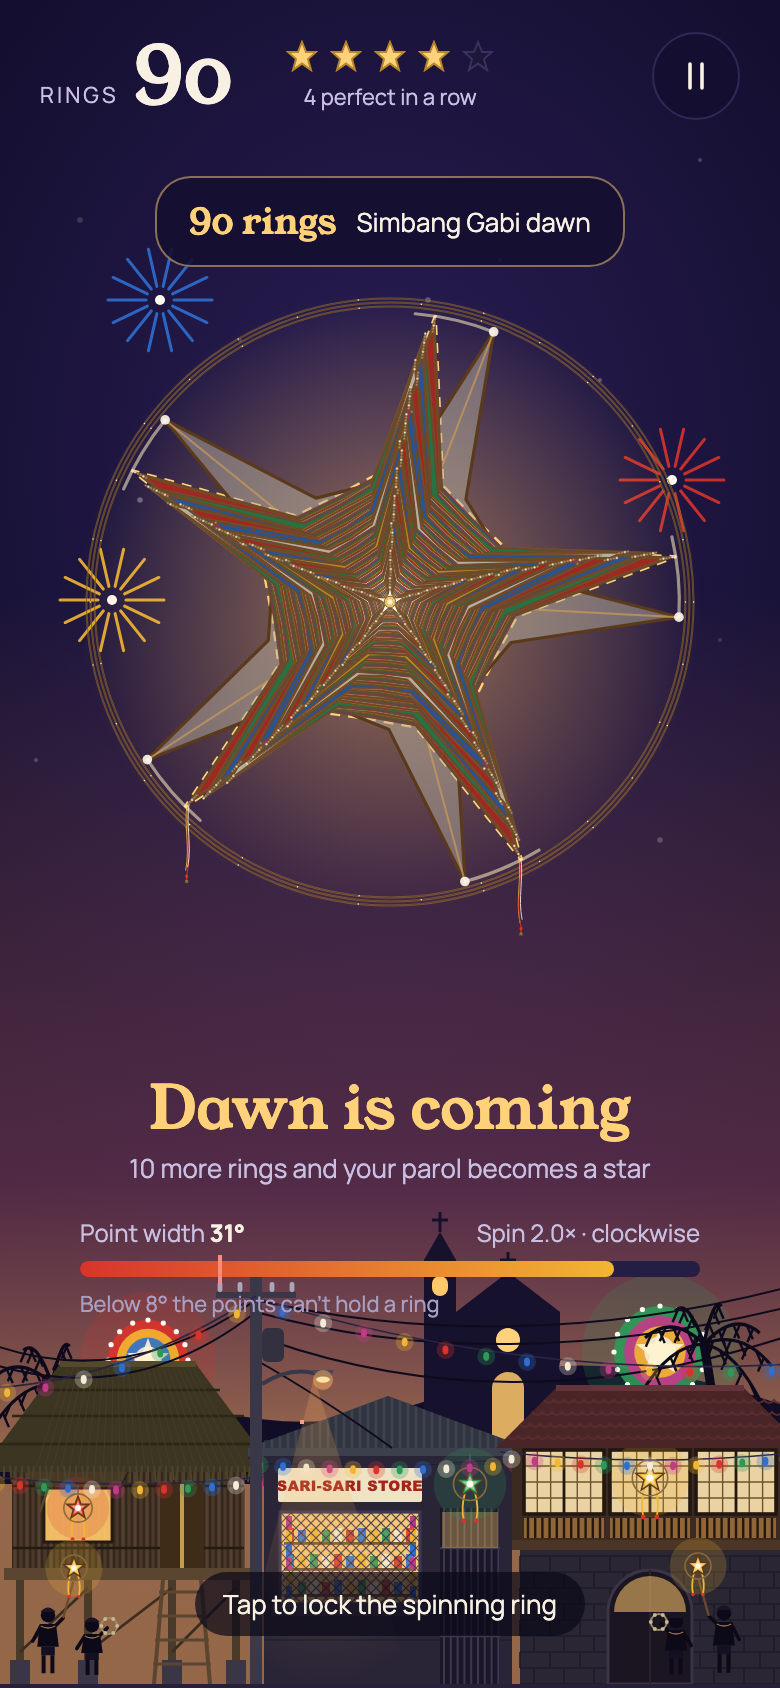 RINGS 90
4 perfect in a row
90 rings Simbang Gabi dawn
Dawn is coming
10 more rings and your parol becomes a star
Point width 31° Spin 2.0× · clockwise
Below 8° the points can't hold a ring
SARI-SARI STORE
Tap to lock the spinning ring